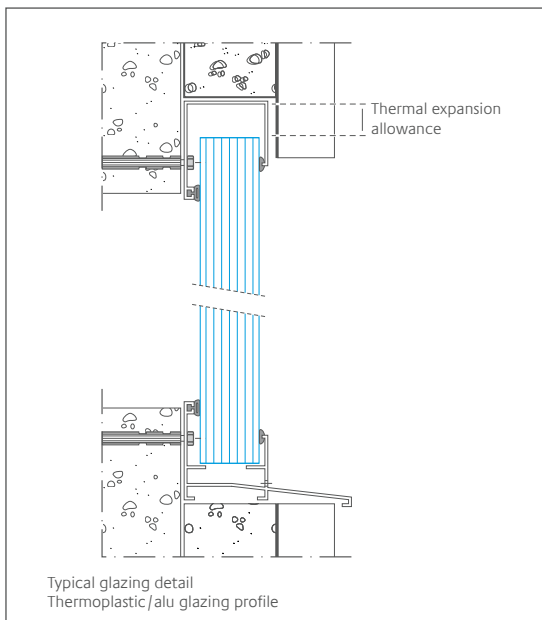 Thermal expansion
allowance
Typical glazing detail
Thermoplastic/alu glazing profile